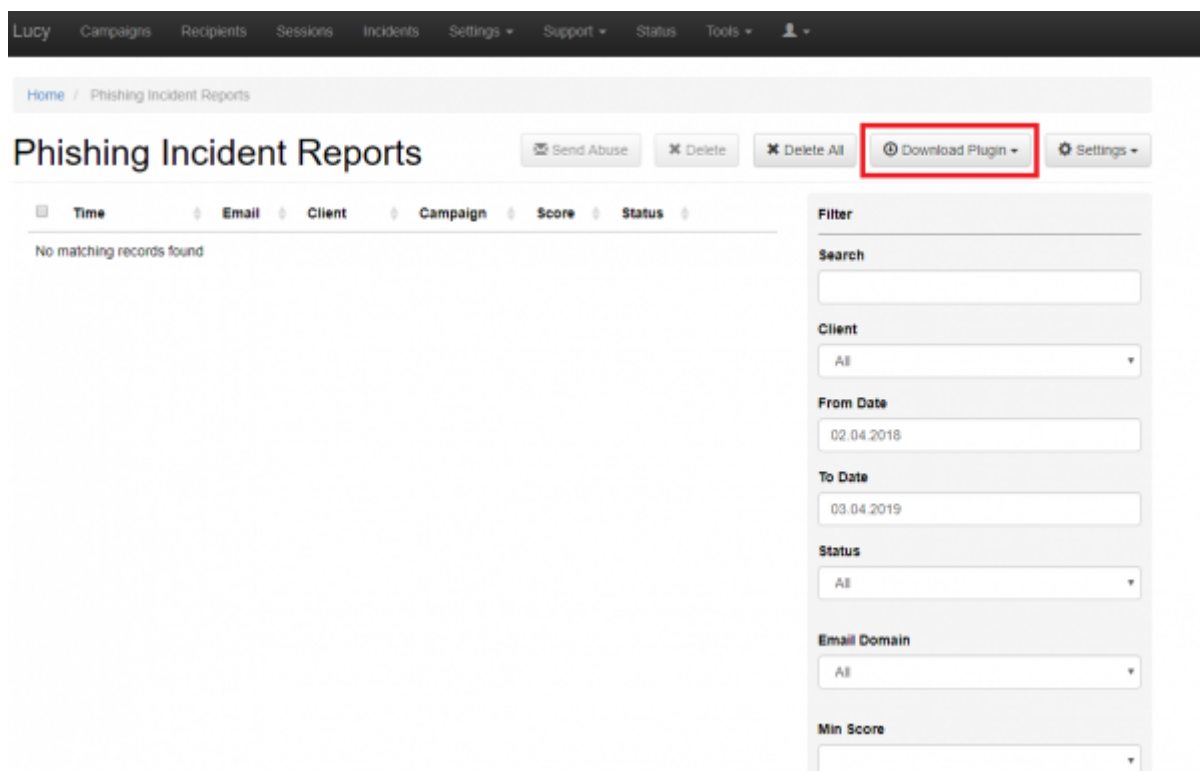 Lucy Campaigns Recipients Sessions Incidents Settings Support Status Tools
Home / Phishing Incident Reports
Phishing Incident Reports Send Abuse Delete Delete All Download Plugin Settings
Time Email Client Campaign Score Status
No matching records found
Filter
Search
Client
All
From Date
02.04.2018
To Date
03.04.2019
Status
All
Email Domain
All
Min Score